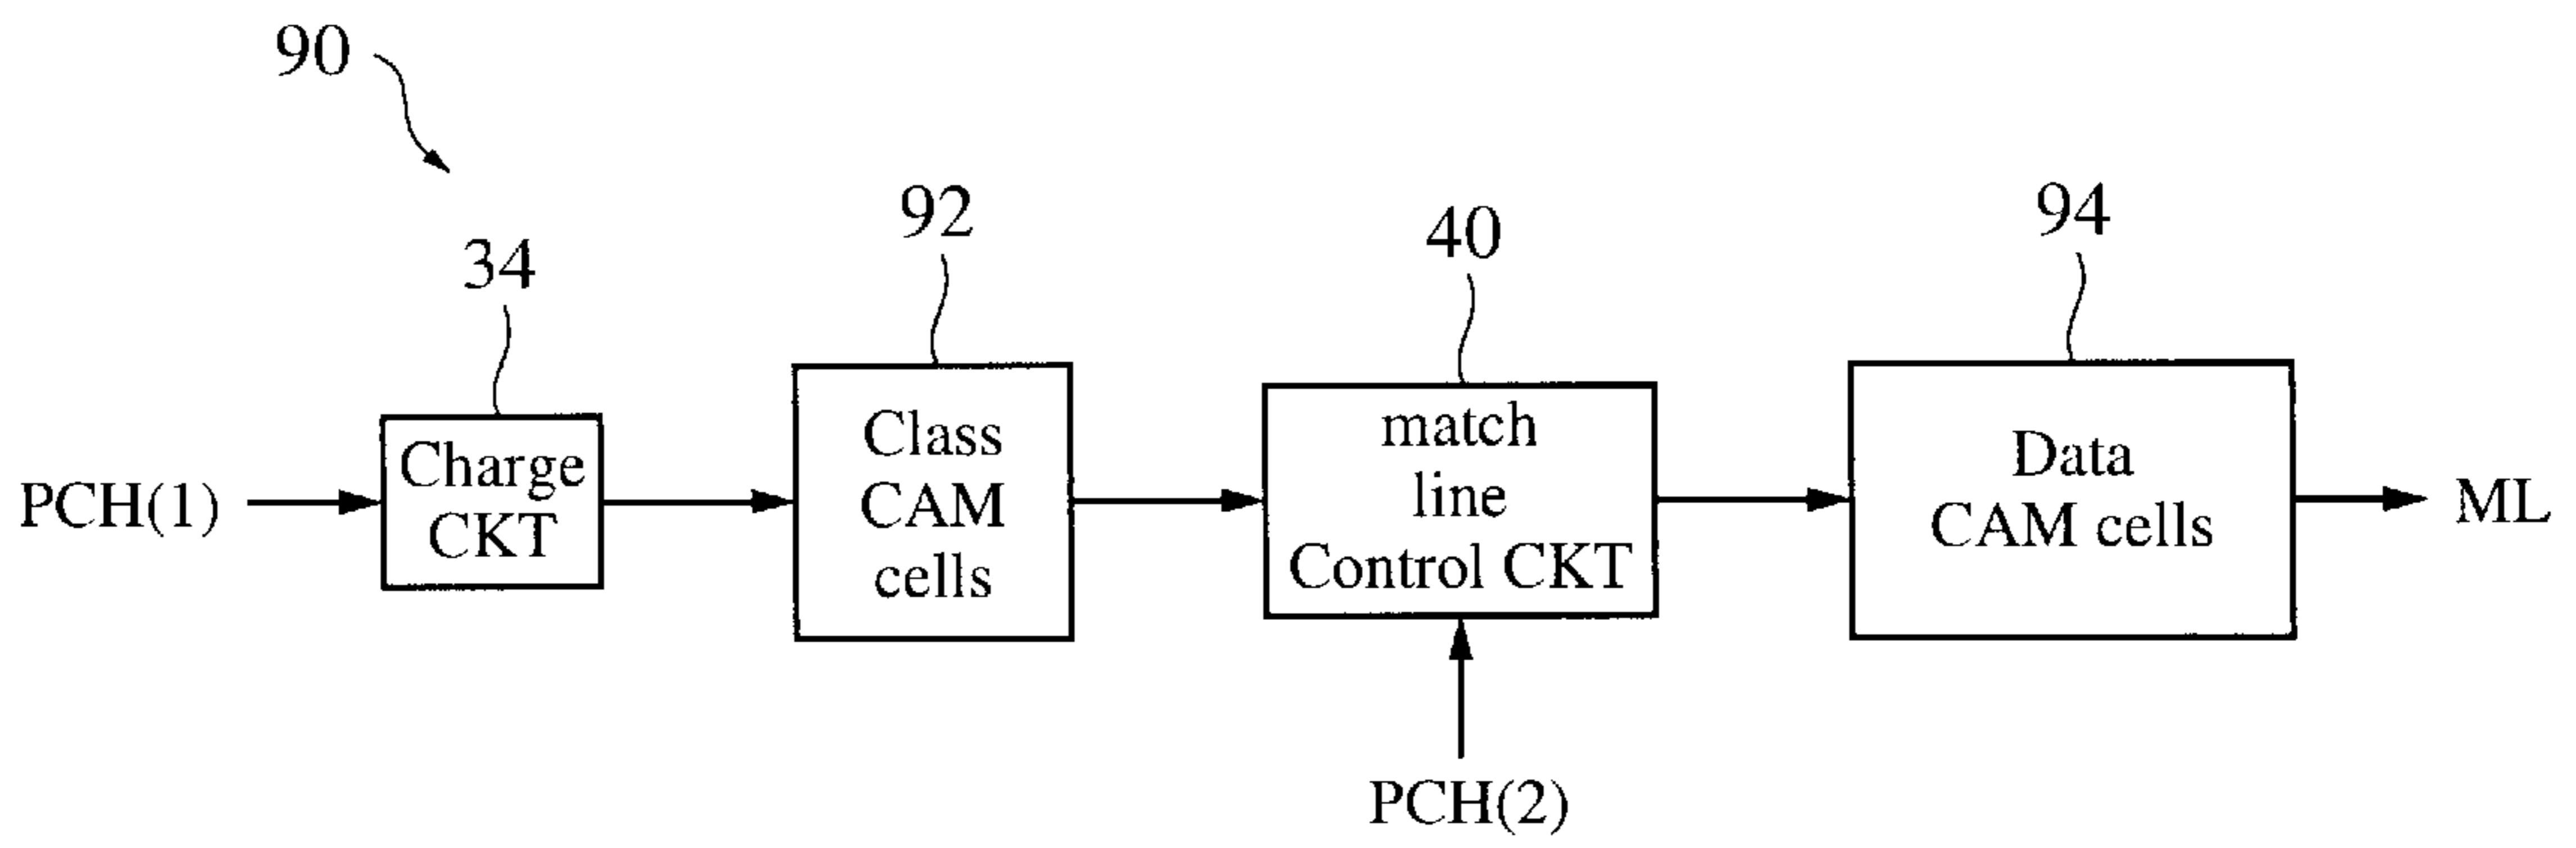 90
34
92
40
94
PCH(1)
Charge
CKT
Class
CAM
cells
match
line
Control CKT
Data
CAM cells
ML
PCH(2)